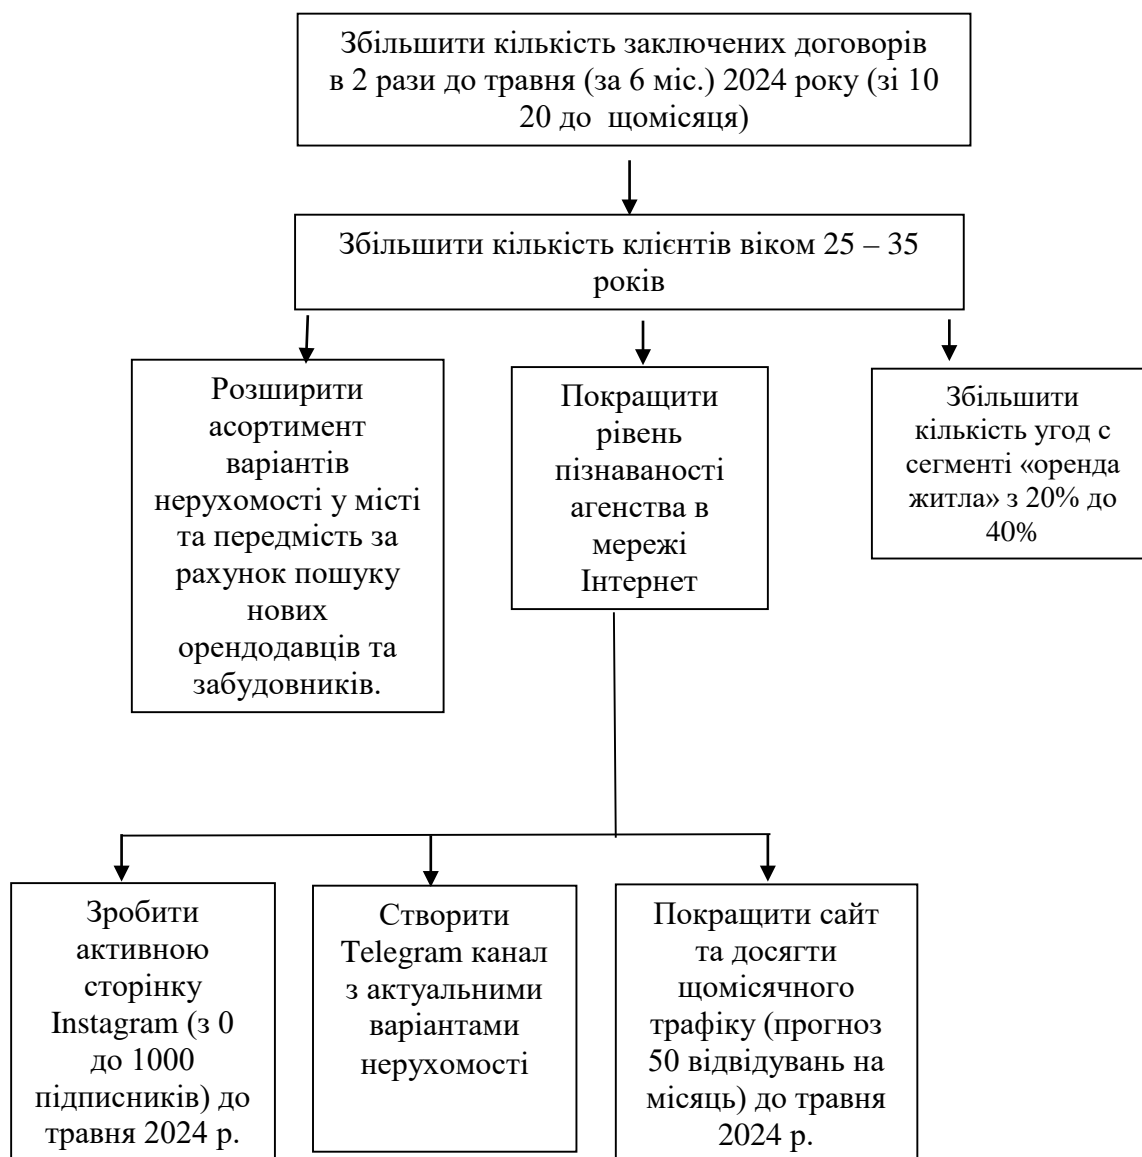 Збільшити кількість заключених договорів
в 2 рази до травня (за 6 міс.) 2024 року (зі 10
20 до щомісяця)
Збільшити кількість клієнтів віком 25 – 35
років
Розширити
асортимент
варіантів
нерухомості у місті
та передмість за
рахунок пошуку
нових
орендодавців та
забудовників.
Покращити
рівень
пізнаваності
агенства в
мережі
Інтернет
Збільшити
кількість угод с
сегменті «оренда
житла» з 20% до
40%
Зробити
активною
сторінку
Instagram (з 0
до 1000
підписників) до
травня 2024 р.
Створити
Telegram канал
з актуальними
варіантами
нерухомості
Покращити сайт
та досягти
щомісячного
трафіку (прогноз
50 відвідувань на
місяць) до травня
2024 р.